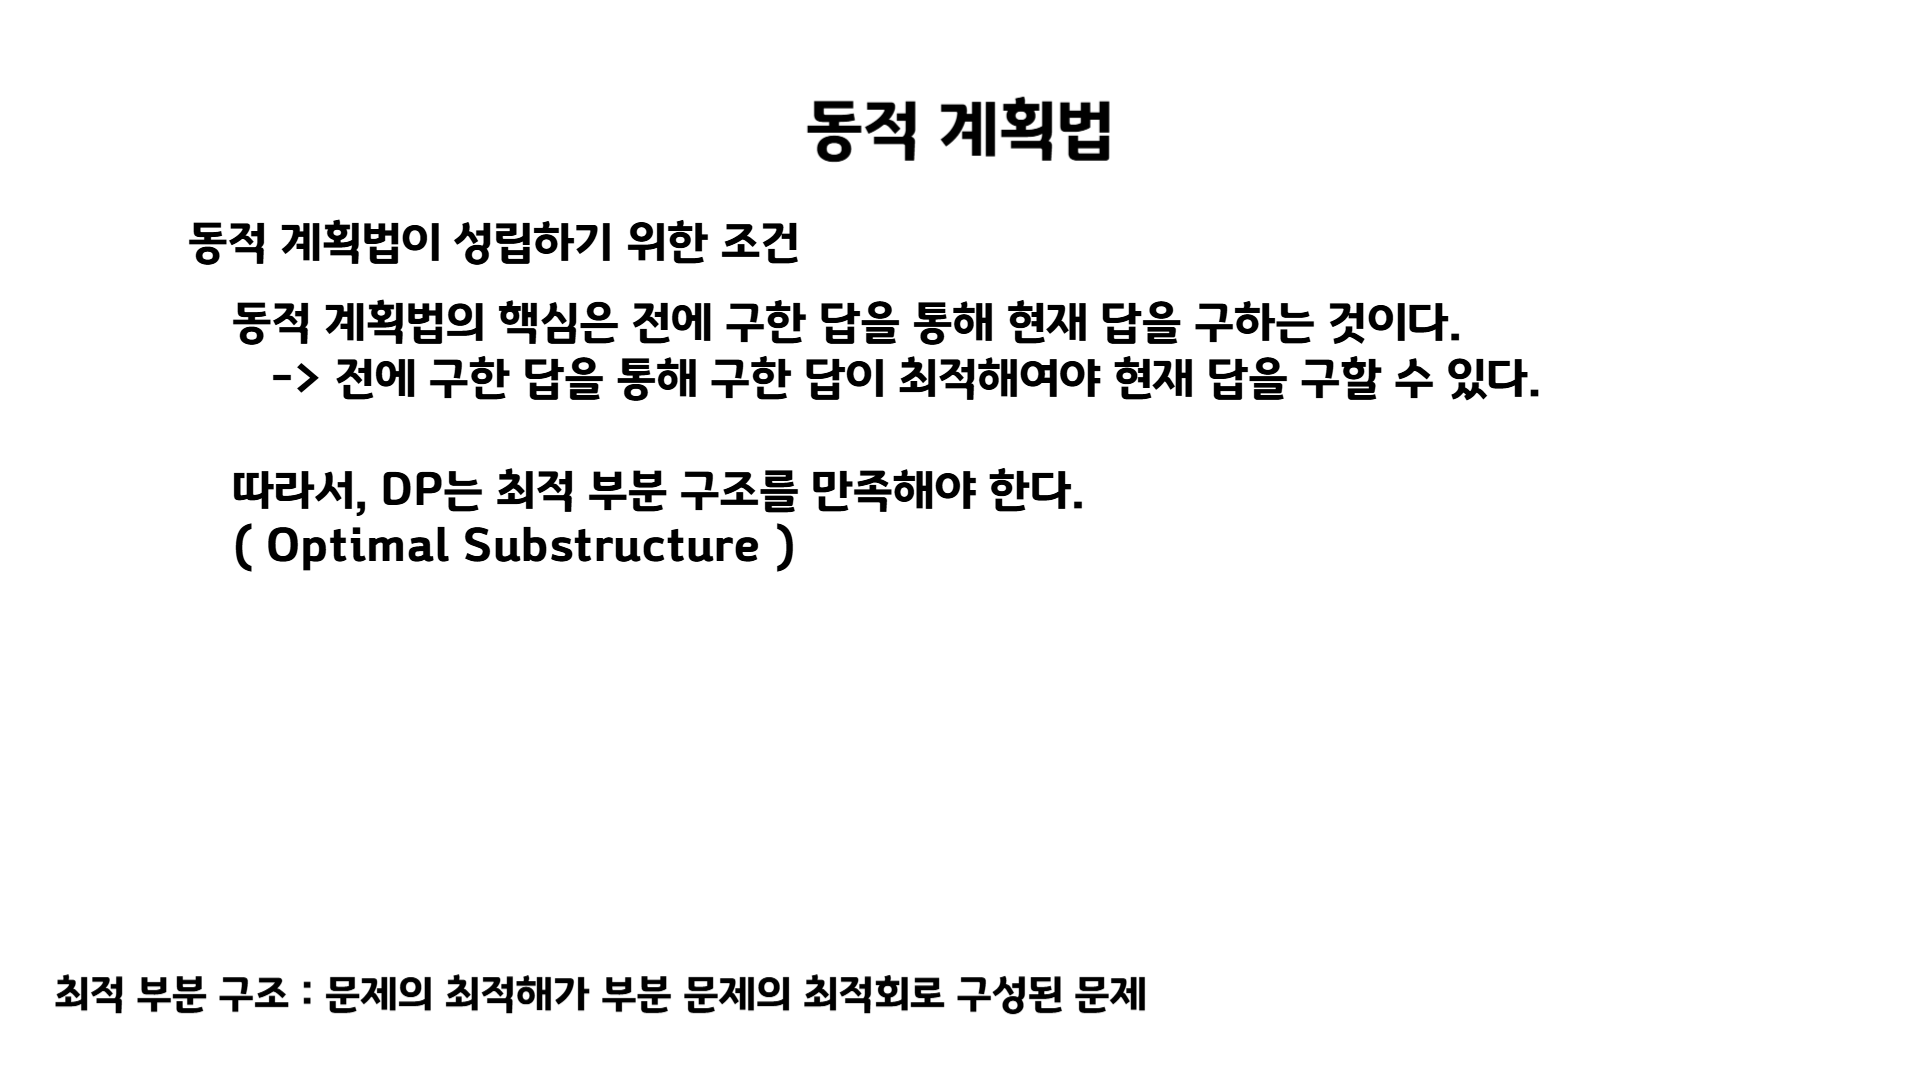 동적 계획법
동적 계획법이 성립하기 위한 조건
동적 계획법의 핵심은 전에 구한 답을 통해 현재 답을 구하는 것이다.
-> 전에 구한 답을 통해 구한 답이 최적해여야 현재 답을 구할 수 있다.
따라서, DP는 최적 부분 구조를 만족해야 한다.
( Optimal Substructure )
최적 부분 구조 : 문제의 최적해가 부분 문제의 최적회로 구성된 문제